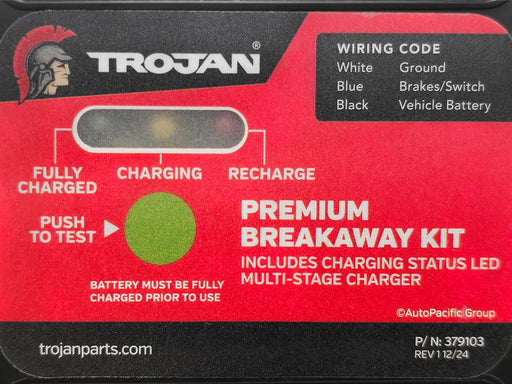 TROJAN®
WIRING CODE
White Ground
Blue Brakes/Switch
Black Vehicle Battery
FULLY
CHARGED
CHARGING
RECHARGE
PUSH
TO TEST
PREMIUM
BREAKAWAY KIT
INCLUDES CHARGING STATUS LED
MULTI-STAGE CHARGER
BATTERY MUST BE FULLY
CHARGED PRIOR TO USE
©AutoPacific Group
trojanparts.com
P/ N: 379103
REV 1 12/24